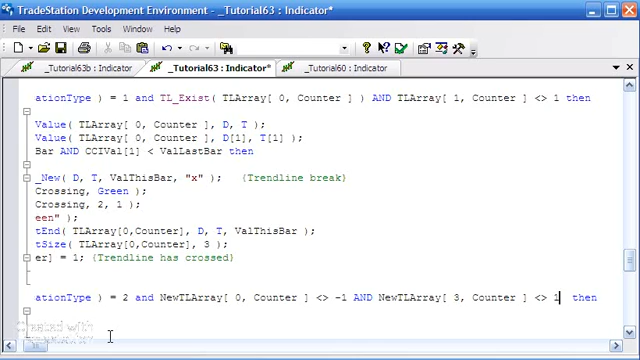 TradeStation Development Environment - _Tutorial63 : Indicator*
File Edit View Tools Window Help
_Tutorial63b : Indicator _Tutorial63 : Indicator* _Tutorial60 : Indicator
ationType ) = 1 and TL_Exist( TLArray[ 0, Counter ] ) AND TLArray[ 1, Counter ] <> 1 then
Value( TLArray[ 0, Counter ], D, T );
Value( TLArray[ 0, Counter ], D[1], T[1] );
Bar AND CCIVal[1] < ValLastBar then
_New( D, T, ValThisBar, "x" ); {Trendline break}
Crossing, Green );
Crossing, 2, 1 );
een" );
tEnd( TLArray[0,Counter], D, T, ValThisBar );
tSize( TLArray[0,Counter], 3 );
er] = 1; {Trendline has crossed}
ationType ) = 2 and NewTLArray[ 0, Counter ] <> -1 AND NewTLArray[ 3, Counter ] <> 1 then
Created with